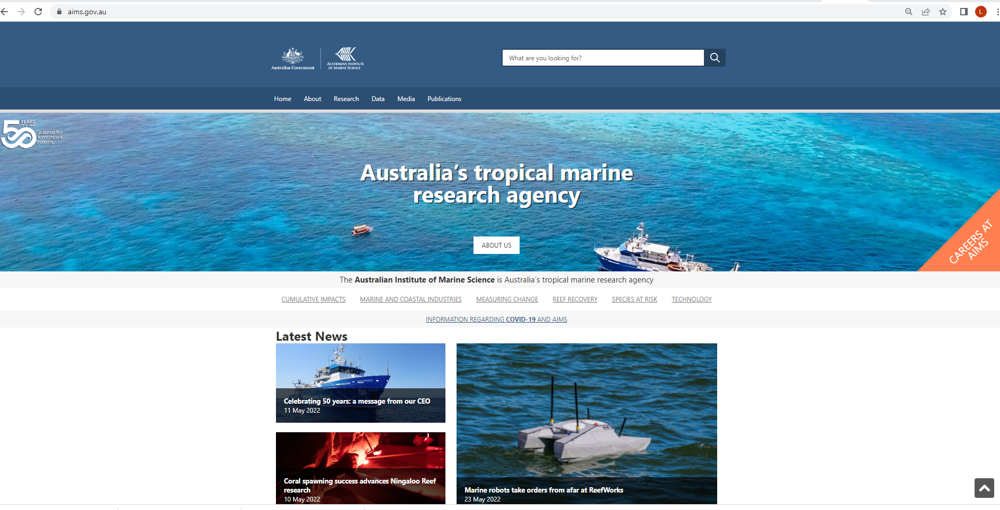 aims.gov.au
L
Australian Government
AUSTRALIAN INSTITUTE
OF MARINE SCIENCE
What are you looking for?
Home About Research Data Media Publications
50 YEARS
1972 - 2022
Science for
tomorrow's
oceans
Australia's tropical marine
research agency
ABOUT US
CAREERS AT
AIMS
The Australian Institute of Marine Science is Australia's tropical marine research agency
CUMULATIVE IMPACTS MARINE AND COASTAL INDUSTRIES MEASURING CHANGE REEF RECOVERY SPECIES AT RISK TECHNOLOGY
INFORMATION REGARDING COVID-19 AND AIMS
Latest News
SOLANDER
Celebrating 50 years: a message from our CEO
11 May 2022
Coral spawning success advances Ningaloo Reef
research
10 May 2022
Marine robots take orders from afar at ReefWorks
23 May 2022